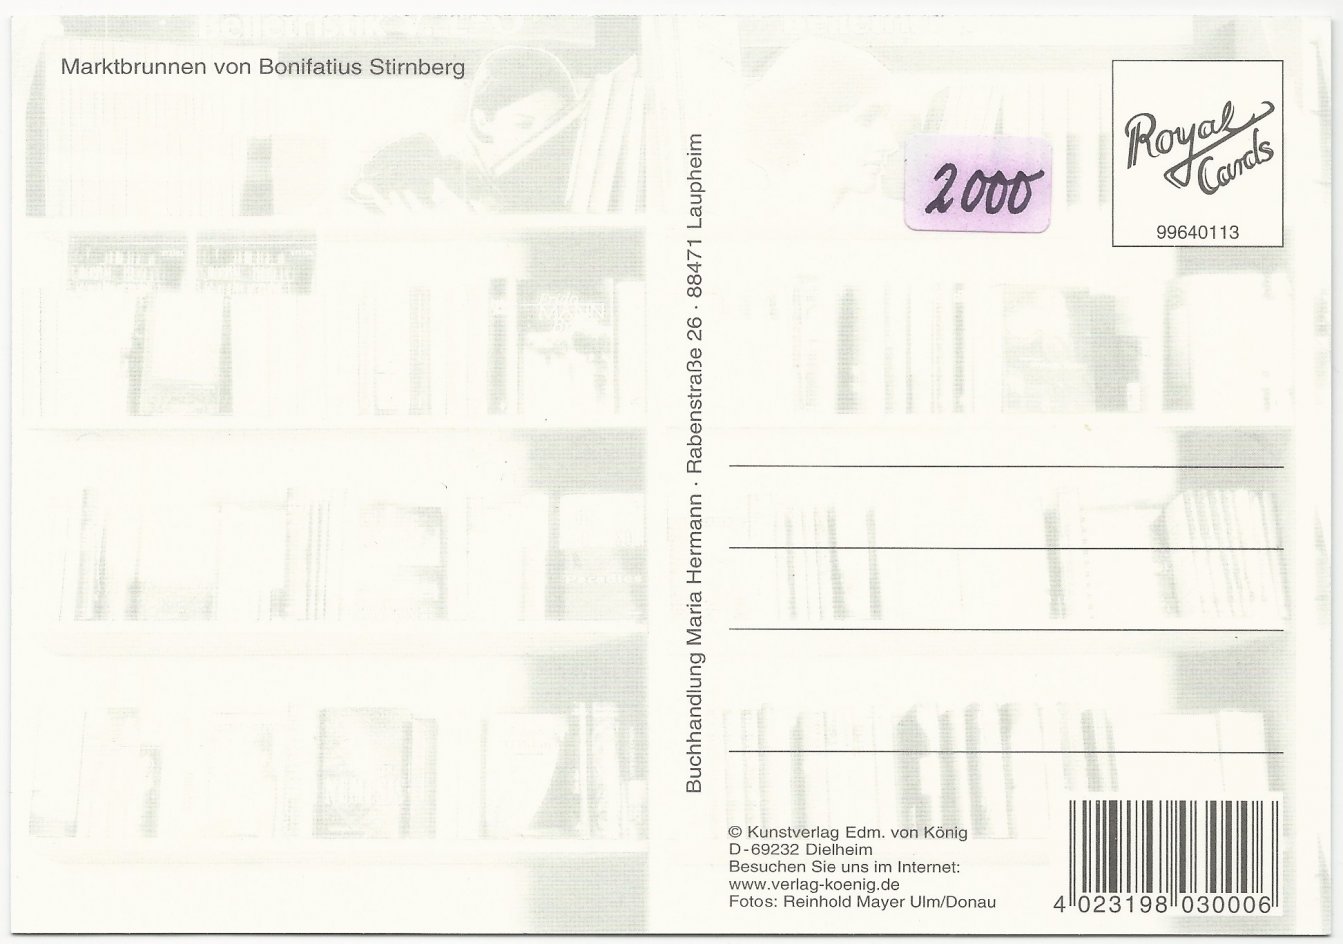 Marktbrunnen von Bonifatius Stirnberg
Buchhandlung Maria Hermann · Rabenstraße 26 · 88471 Laupheim
2000
Royal
Cards
99640113
© Kunstverlag Edm. von König
D-69232 Dielheim
Besuchen Sie uns im Internet:
www.verlag-koenig.de
Fotos: Reinhold Mayer Ulm/Donau
4 023198 030006